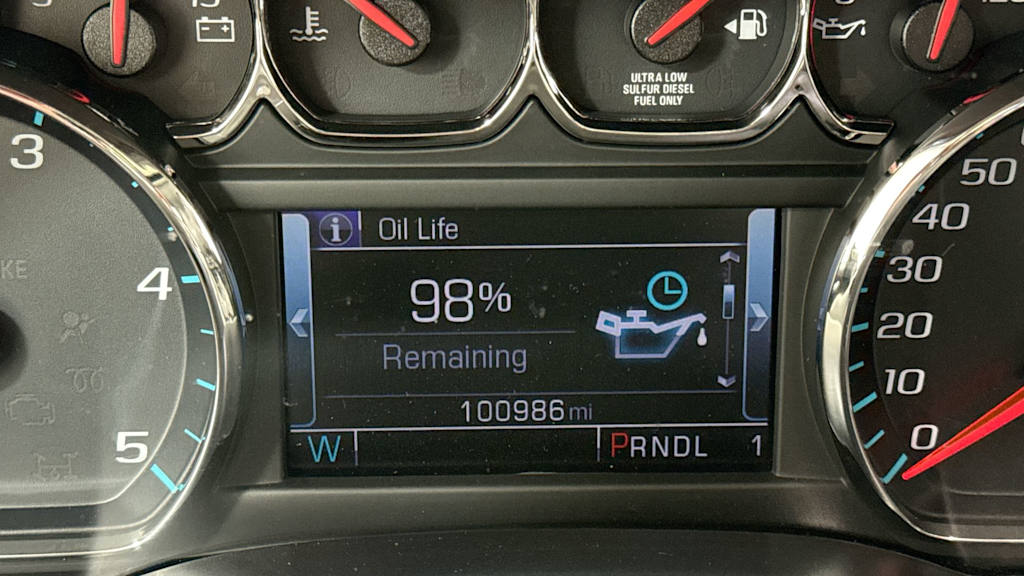 ULTRA LOW
SULFUR DIESEL
FUEL ONLY
3
4
5
Oil Life
98%
Remaining
100986 mi
W
PRNDL 1
50
40
30
20
10
0